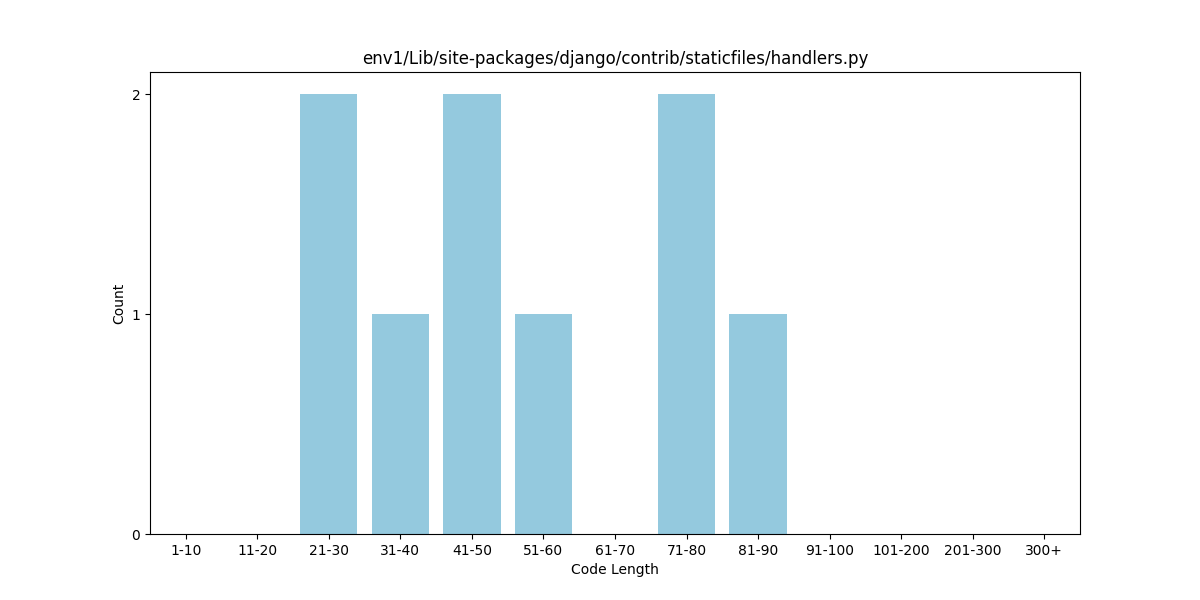 env1/Lib/site-packages/django/contrib/staticfiles/handlers.py
2
1
0
Count
1-10 11-20 21-30 31-40 41-50 51-60 61-70 71-80 81-90 91-100 101-200 201-300 300+
Code Length